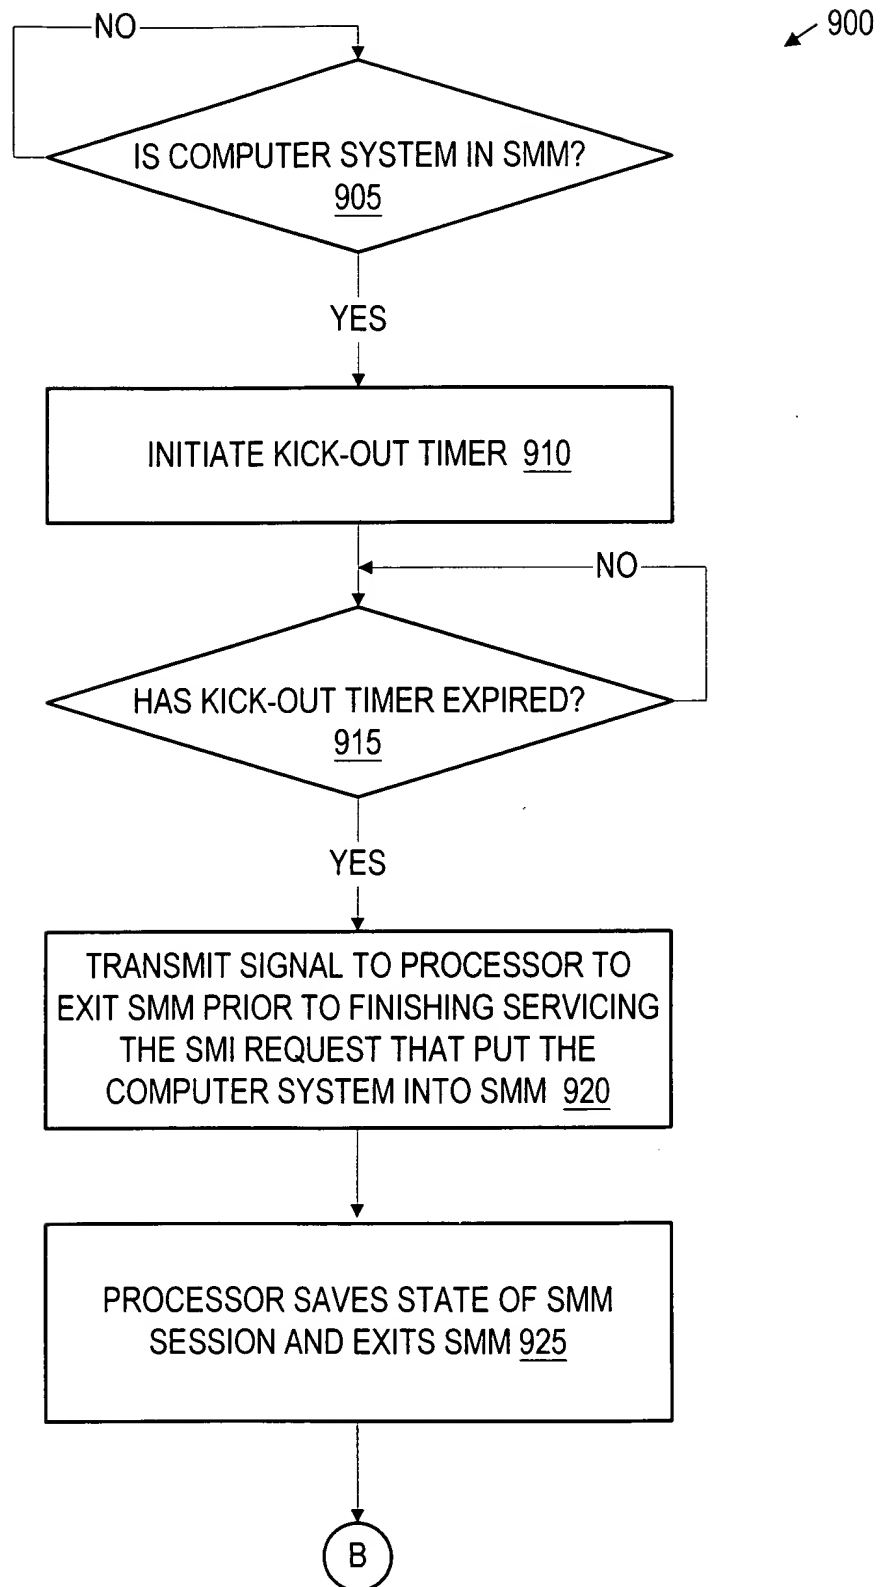 900
NO
IS COMPUTER SYSTEM IN SMM?
905
YES
INITIATE KICK-OUT TIMER 910
NO
HAS KICK-OUT TIMER EXPIRED?
915
YES
TRANSMIT SIGNAL TO PROCESSOR TO
EXIT SMM PRIOR TO FINISHING SERVICING
THE SMI REQUEST THAT PUT THE
COMPUTER SYSTEM INTO SMM 920
PROCESSOR SAVES STATE OF SMM
SESSION AND EXITS SMM 925
B